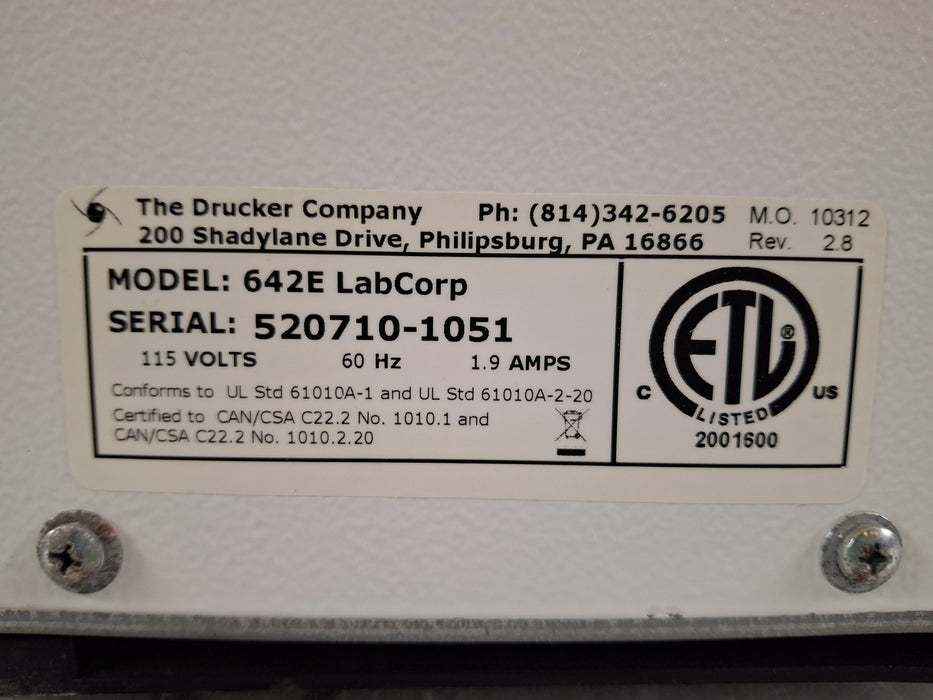 The Drucker Company Ph: (814)342-6205 M.O. 10312
200 Shadylane Drive, Philipsburg, PA 16866 Rev. 2.8
MODEL: 642E LabCorp
SERIAL: 520710-1051
115 VOLTS 60 Hz 1.9 AMPS
Conforms to UL Std 61010A-1 and UL Std 61010A-2-20
Certified to CAN/CSA C22.2 No. 1010.1 and
CAN/CSA C22.2 No. 1010.2.20
ETL®
C US
LISTED
2001600